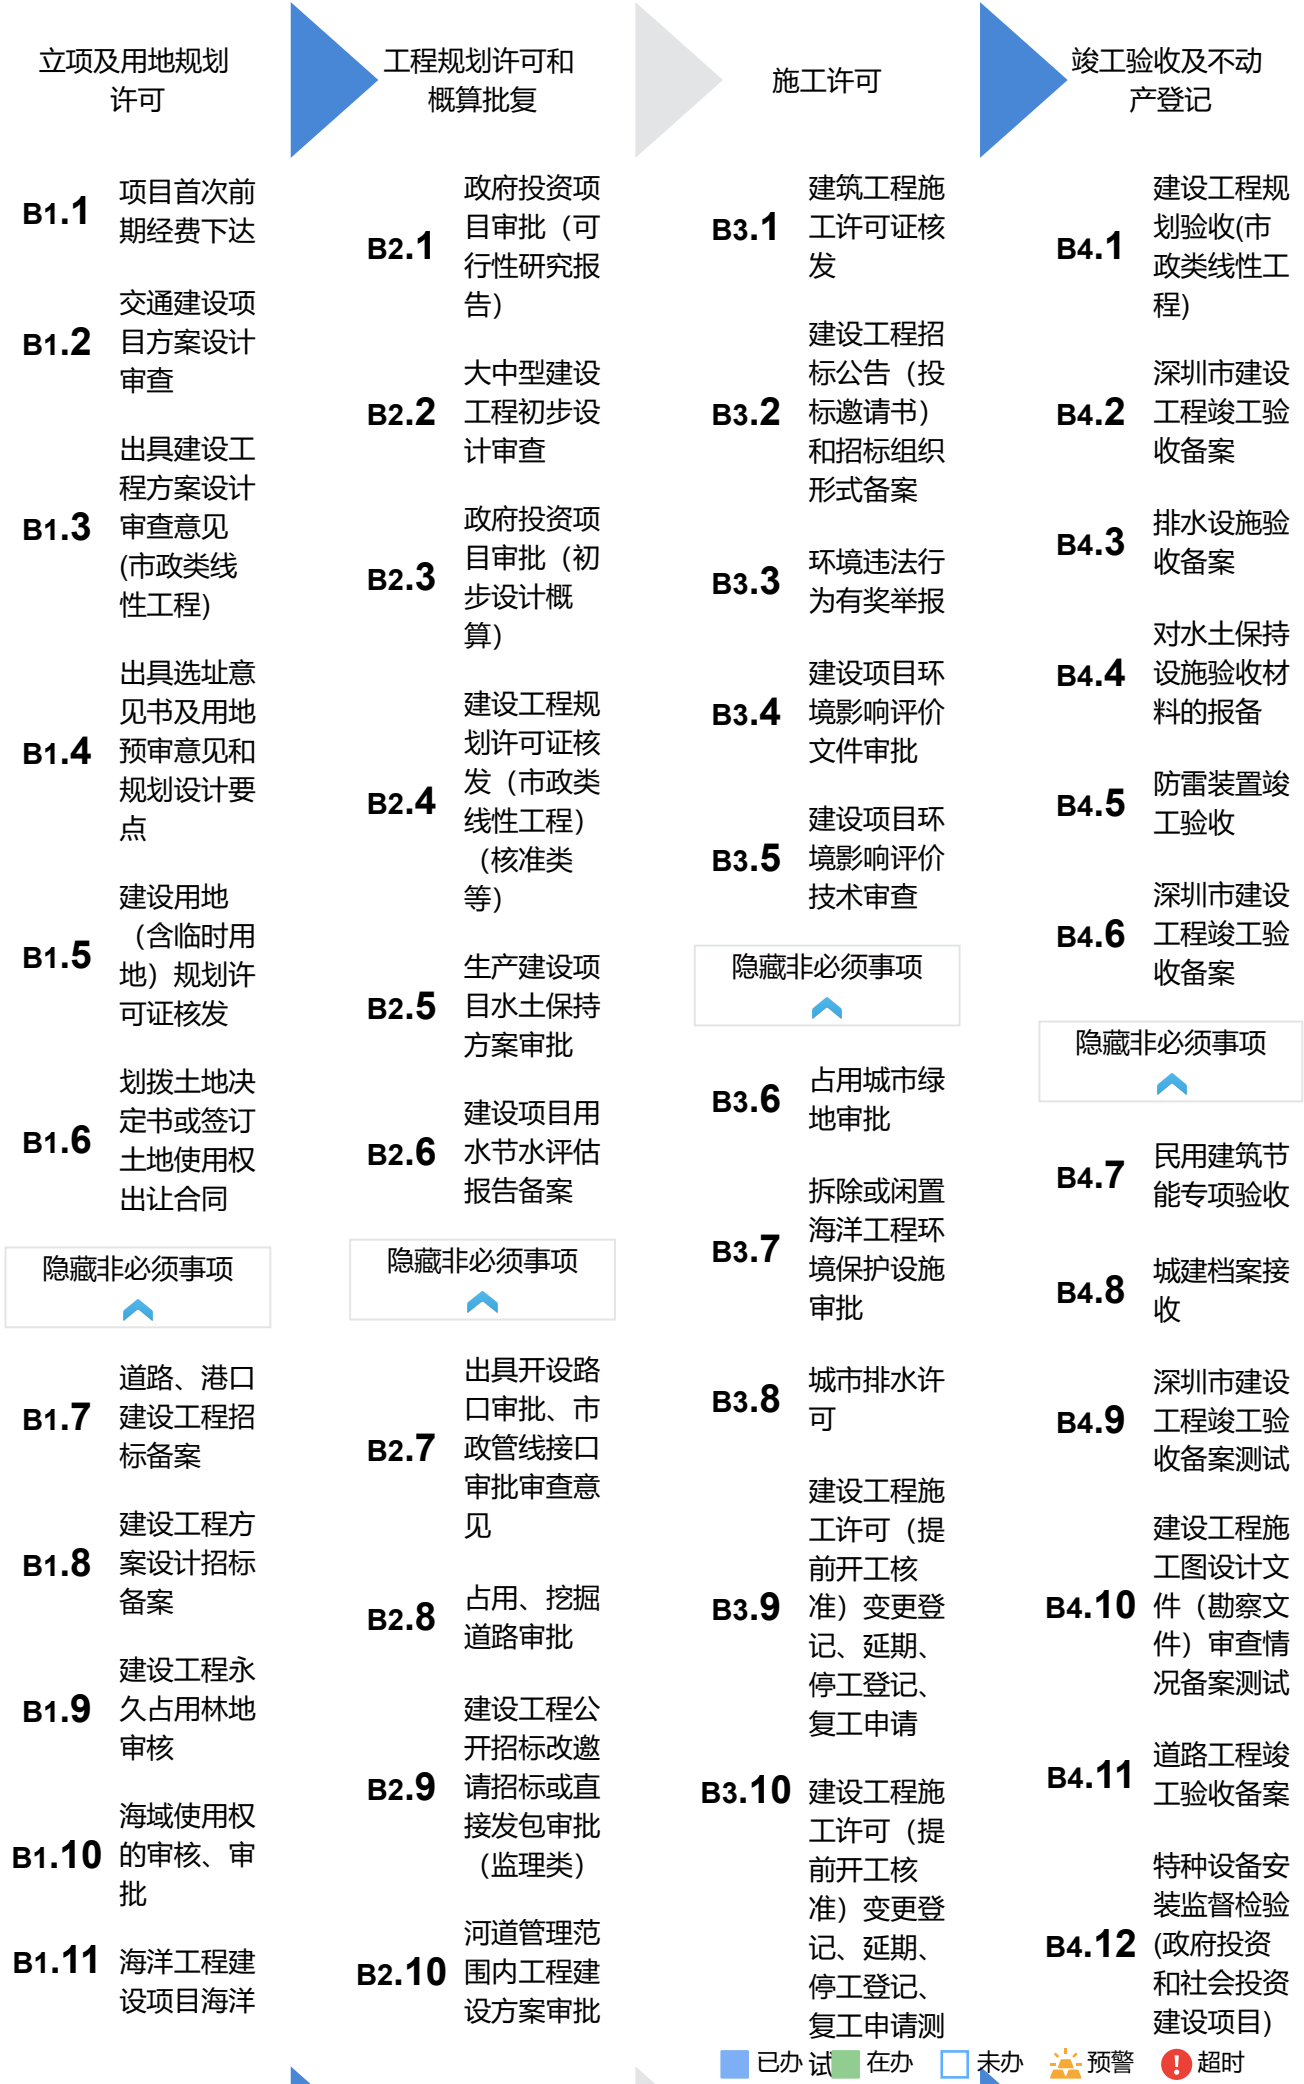 立项及用地规划
许可
B1.1
项目首次前
期经费下达
B1.2
交通建设项
目方案设计
审查
B1.3
出具建设工
程方案设计
审查意见
(市政类线
性工程)
B1.4
出具选址意
见书及用地
预审意见和
规划设计要
点
B1.5
建设用地
（含临时用
地）规划许
可证核发
B1.6
划拨土地决
定书或签订
土地使用权
出让合同
隐藏非必须事项
B1.7
道路、港口
建设工程招
标备案
B1.8
建设工程方
案设计招标
备案
B1.9
建设工程永
久占用林地
审核
B1.10
海域使用权
的审核、审
批
B1.11
海洋工程建
设项目海洋
工程规划许可和
概算批复
B2.1
政府投资项
目审批（可
行性研究报
告）
B2.2
大中型建设
工程初步设
计审查
B2.3
政府投资项
目审批（初
步设计概
算）
B2.4
建设工程规
划许可证核
发（市政类
线性工程）
（核准类
等）
B2.5
生产建设项
目水土保持
方案审批
B2.6
建设项目用
水节水评估
报告备案
隐藏非必须事项
B2.7
出具开设路
口审批、市
政管线接口
审批审查意
见
B2.8
占用、挖掘
道路审批
B2.9
建设工程公
开招标改邀
请招标或直
接发包审批
（监理类）
B2.10
河道管理范
围内工程建
设方案审批
施工许可
B3.1
建筑工程施
工许可证核
发
B3.2
建设工程招
标公告（投
标邀请书）
和招标组织
形式备案
B3.3
环境违法行
为有奖举报
B3.4
建设项目环
境影响评价
文件审批
B3.5
建设项目环
境影响评价
技术审查
隐藏非必须事项
B3.6
占用城市绿
地审批
B3.7
拆除或闲置
海洋工程环
境保护设施
审批
B3.8
城市排水许
可
B3.9
建设工程施
工许可（提
前开工核
准）变更登
记、延期、
停工登记、
复工申请
B3.10
建设工程施
工许可（提
前开工核
准）变更登
记、延期、
停工登记、
复工申请测
试
竣工验收及不动
产登记
B4.1
建设工程规
划验收(市
政类线性工
程)
B4.2
深圳市建设
工程竣工验
收备案
B4.3
排水设施验
收备案
B4.4
对水土保持
设施验收材
料的报备
B4.5
防雷装置竣
工验收
B4.6
深圳市建设
工程竣工验
收备案
隐藏非必须事项
B4.7
民用建筑节
能专项验收
B4.8
城建档案接
收
B4.9
深圳市建设
工程竣工验
收备案测试
B4.10
建设工程施
工图设计文
件（勘察文
件）审查情
况备案测试
B4.11
道路工程竣
工验收备案
B4.12
特种设备安
装监督检验
(政府投资
和社会投资
建设项目)
已办
在办
未办
预警
超时